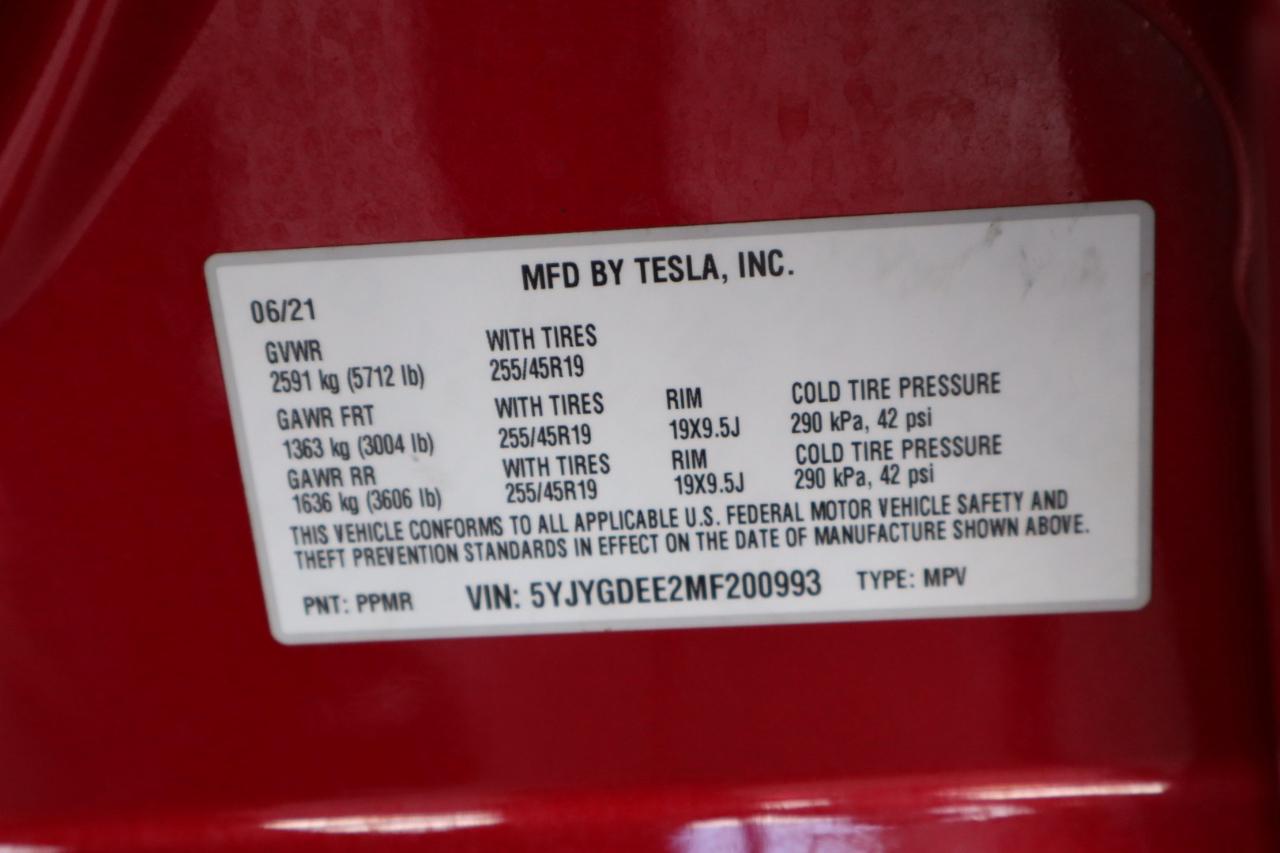 MFD BY TESLA, INC.
06/21
GVWR WITH TIRES
2591 kg (5712 lb) 255/45R19
GAWR FRT WITH TIRES RIM COLD TIRE PRESSURE
1363 kg (3004 lb) 255/45R19 19X9.5J 290 kPa, 42 psi
GAWR RR WITH TIRES RIM COLD TIRE PRESSURE
1636 kg (3606 lb) 255/45R19 19X9.5J 290 kPa, 42 psi
THIS VEHICLE CONFORMS TO ALL APPLICABLE U.S. FEDERAL MOTOR VEHICLE SAFETY AND
THEFT PREVENTION STANDARDS IN EFFECT ON THE DATE OF MANUFACTURE SHOWN ABOVE.
PNT: PPMR VIN: 5YJYGDEE2MF200993 TYPE: MPV